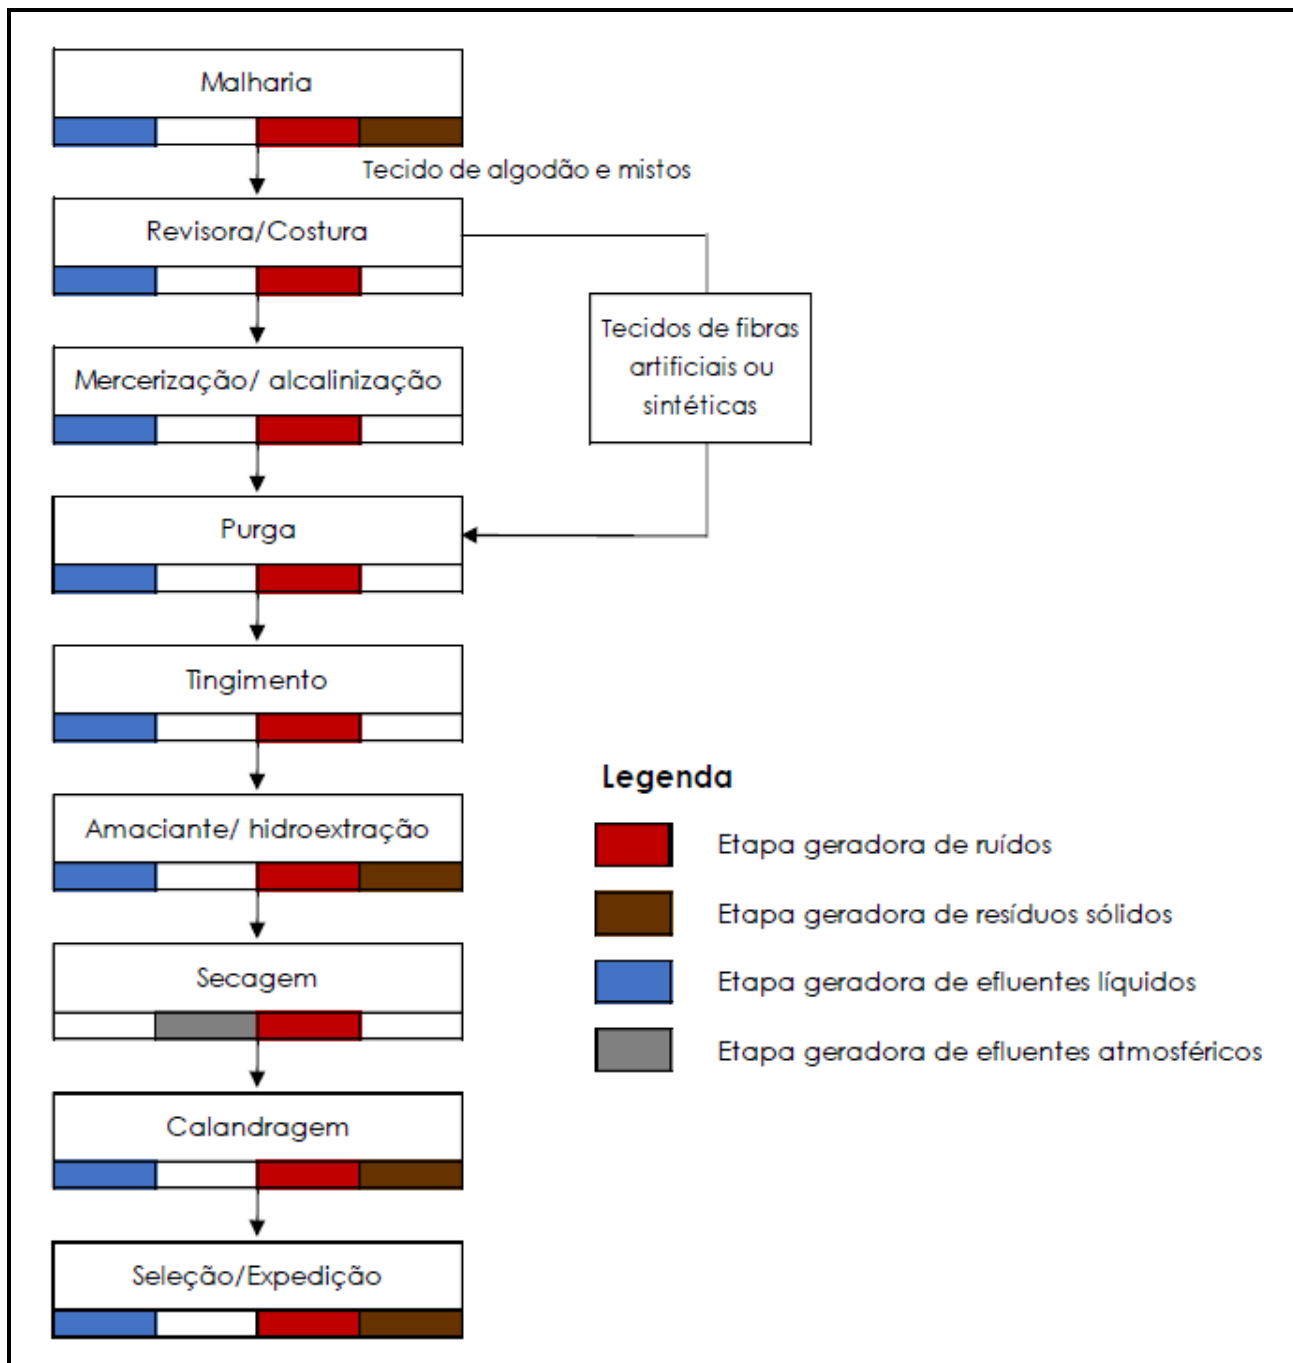 Malharia
Tecido de algodão e mistos
Revisora/Costura
Tecidos de fibras
artificiais ou
sintéticas
Mercerização/ alcalinização
Purga
Tingimento
Amaciante/ hidroextração
Secagem
Calandragem
Seleção/Expedição
Legenda
Etapa geradora de ruídos
Etapa geradora de resíduos sólidos
Etapa geradora de efluentes líquidos
Etapa geradora de efluentes atmosféricos